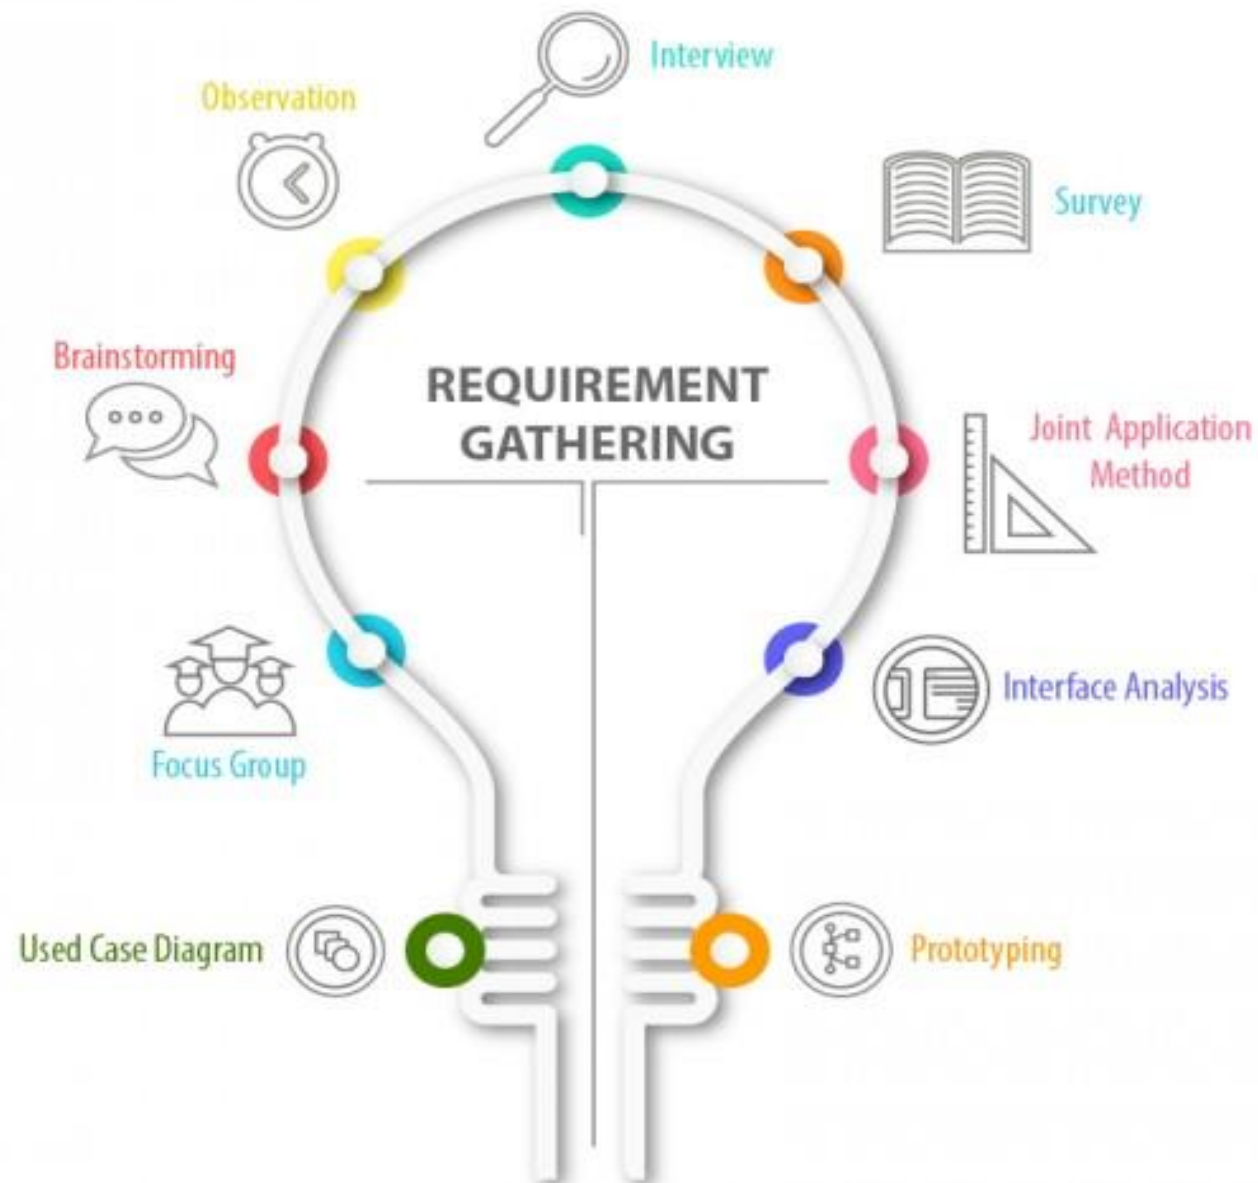 Interview
Observation
Survey
Brainstorming
REQUIREMENT
GATHERING
Joint Application
Method
Interface Analysis
Focus Group
Used Case Diagram
Prototyping